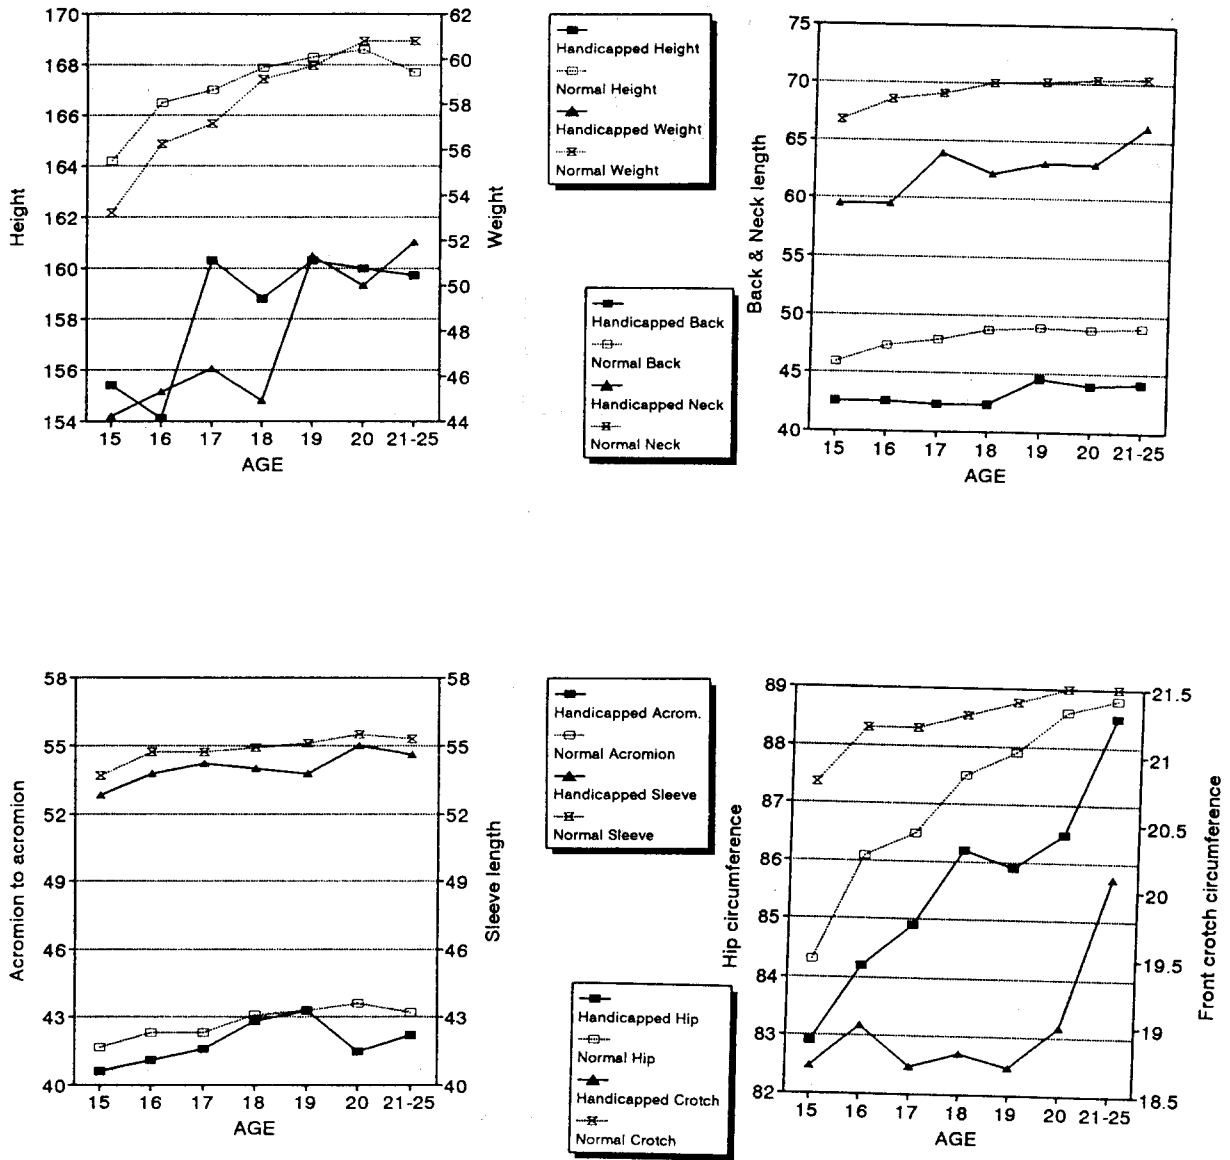 170
168
166
164
162
160
158
156
154
Height
62
60
58
56
54
52
50
48
46
44
Weight
15 16 17 18 19 20 21-25
AGE
Handicapped Height
Normal Height
Handicapped Weight
Normal Weight
Handicapped Back
Normal Back
Handicapped Neck
Normal Neck
75
70
65
60
55
50
45
40
Back & Neck length
15 16 17 18 19 20 21-25
AGE
58
55
52
49
46
43
40
Acromion to acromion
58
55
52
49
46
43
40
Sleeve length
15 16 17 18 19 20 21-25
AGE
Handicapped Acrom.
Normal Acromion
Handicapped Sleeve
Normal Sleeve
Handicapped Hip
Normal Hip
Handicapped Crotch
Normal Crotch
89
88
87
86
85
84
83
82
Hip circumference
21.5
21
20.5
20
19.5
19
18.5
Front crotch circumference
15 16 17 18 19 20 21-25
AGE